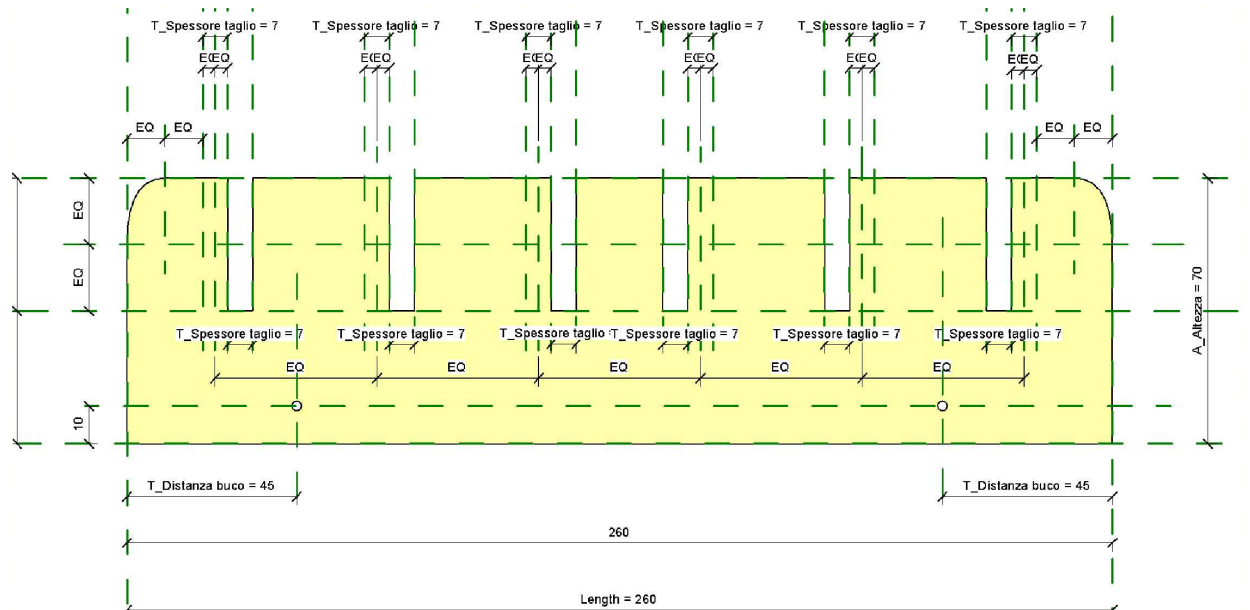 T_Spessore taglio = 7 T_Spessore taglio = 7 T_Spessore taglio = 7 T_Spessore taglio = 7 T_Spessore taglio = 7 T_Spessore taglio = 7
EQ EQ EQ EQ EQ EQ EQ EQ EQ EQ EQ EQ
EQ EQ EQ EQ
EQ
EQ
A_Altezza = 70
T_Spessore taglio = 7 T_Spessore taglio = 7 T_Spessore taglio T_Spessore taglio = 7 T_Spessore taglio = 7 T_Spessore taglio = 7
EQ EQ EQ EQ EQ
10
T_Distanza buco = 45 T_Distanza buco = 45
260
Length = 260